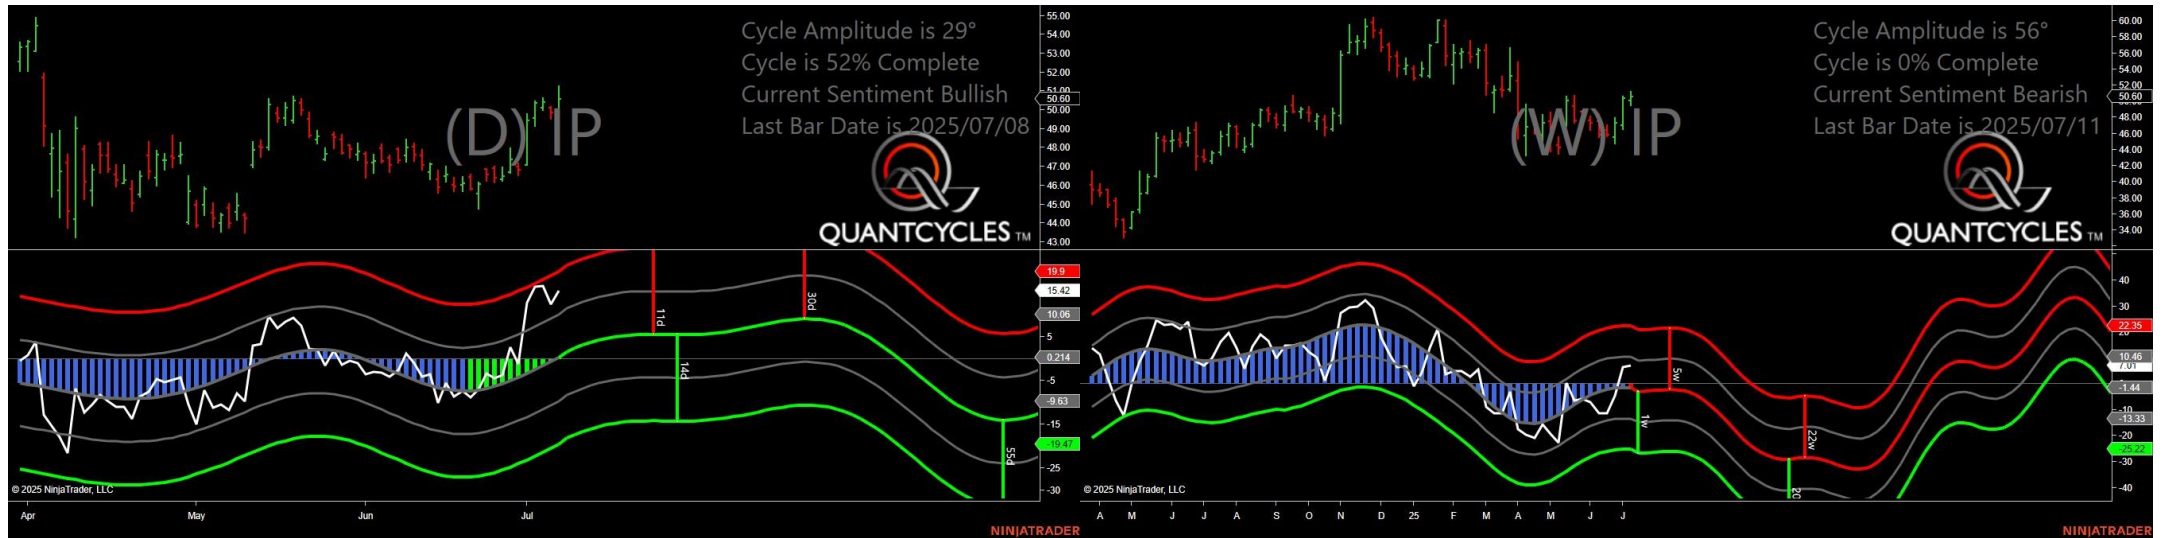 Cycle Amplitude is 29°
Cycle is 52% Complete
Current Sentiment Bullish
Last Bar Date is 2025/07/08
(D) IP
QUANTCYCLES TM
55.00
54.00
53.00
52.00
51.00
50.60
50.00
49.00
48.00
47.00
46.00
45.00
44.00
43.00
19.9
15.42
10.06
5
0.214
-5
-9.63
-15
-19.47
-25
-30
11d
14d
30d
55d
© 2025 NinjaTrader, LLC
Apr May Jun Jul
NINJATRADER
Cycle Amplitude is 56°
Cycle is 0% Complete
Current Sentiment Bearish
Last Bar Date is 2025/07/11
(W) IP
QUANTCYCLES TM
60.00
58.00
56.00
54.00
52.00
50.60
48.00
46.00
44.00
42.00
40.00
38.00
36.00
34.00
40
30
22.35
10.46
7.01
-1.44
-10
-13.33
-20
-25.22
-30
-40
1w
5w
20
22w
© 2025 NinjaTrader, LLC
A M J J A S O N D 25 F M A M J J
NINJATRADER